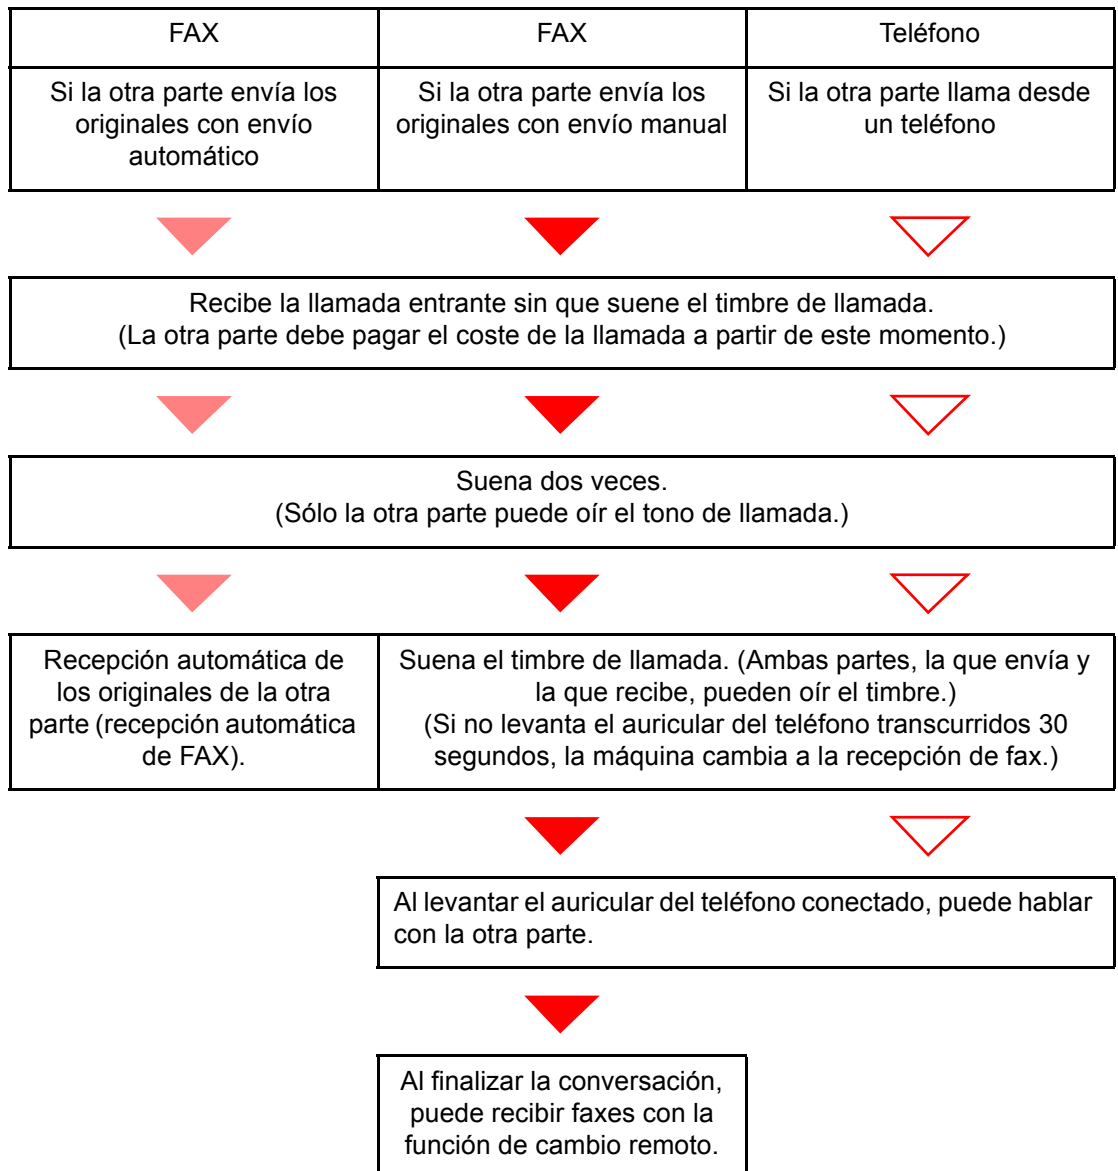 FAX
FAX
Teléfono
Si la otra parte envía los
originales con envío
automático
Si la otra parte envía los
originales con envío manual
Si la otra parte llama desde
un teléfono
Recibe la llamada entrante sin que suene el timbre de llamada.
(La otra parte debe pagar el coste de la llamada a partir de este momento.)
Suena dos veces.
(Sólo la otra parte puede oír el tono de llamada.)
Recepción automática de
los originales de la otra
parte (recepción automática
de FAX).
Suena el timbre de llamada. (Ambas partes, la que envía y
la que recibe, pueden oír el timbre.)
(Si no levanta el auricular del teléfono transcurridos 30
segundos, la máquina cambia a la recepción de fax.)
Al levantar el auricular del teléfono conectado, puede hablar
con la otra parte.
Al finalizar la conversación,
puede recibir faxes con la
función de cambio remoto.